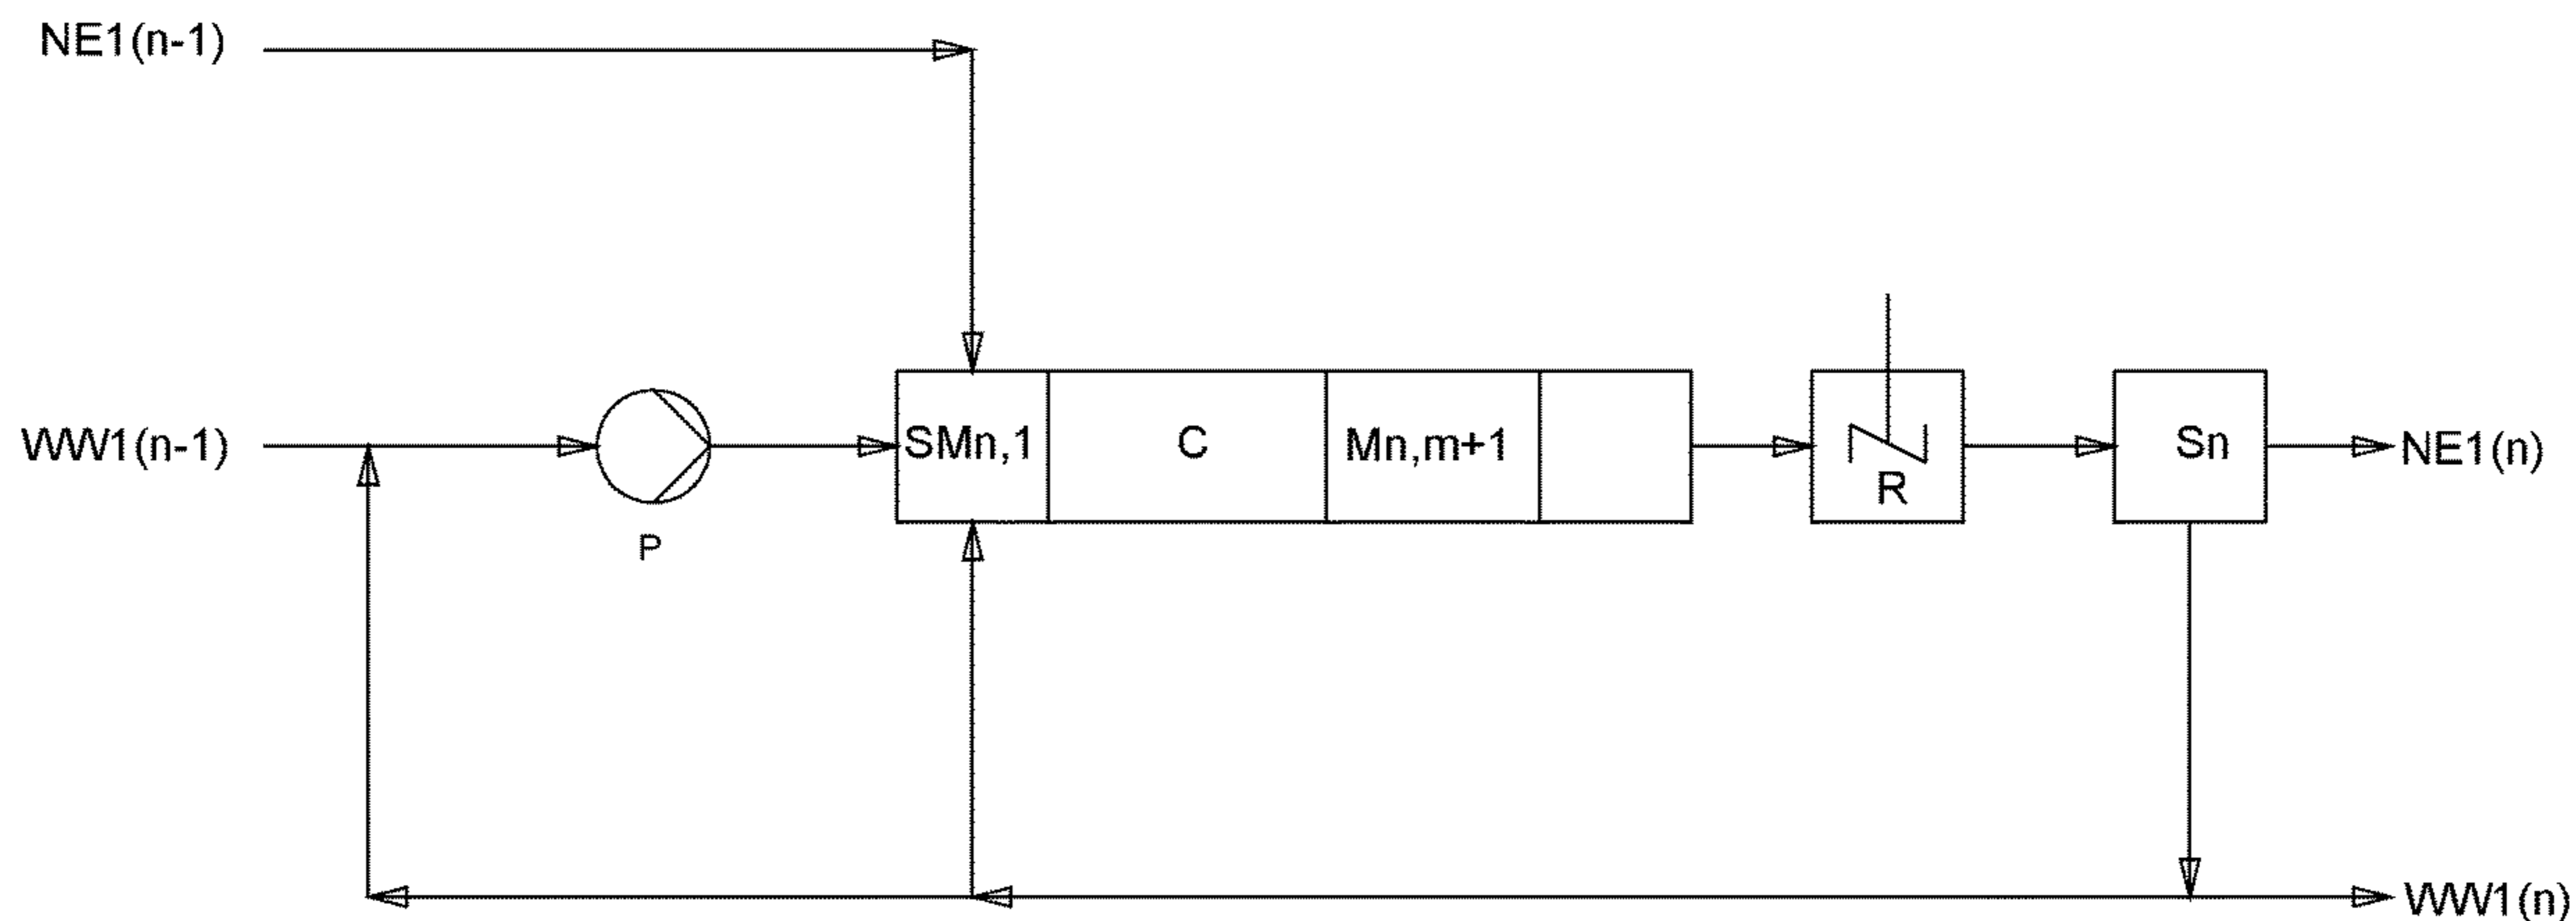 NE1(n-1)
WW1(n-1)
P
SMn,1
C
Mn,m+1
R
Sn
NE1(n)
WW1(n)